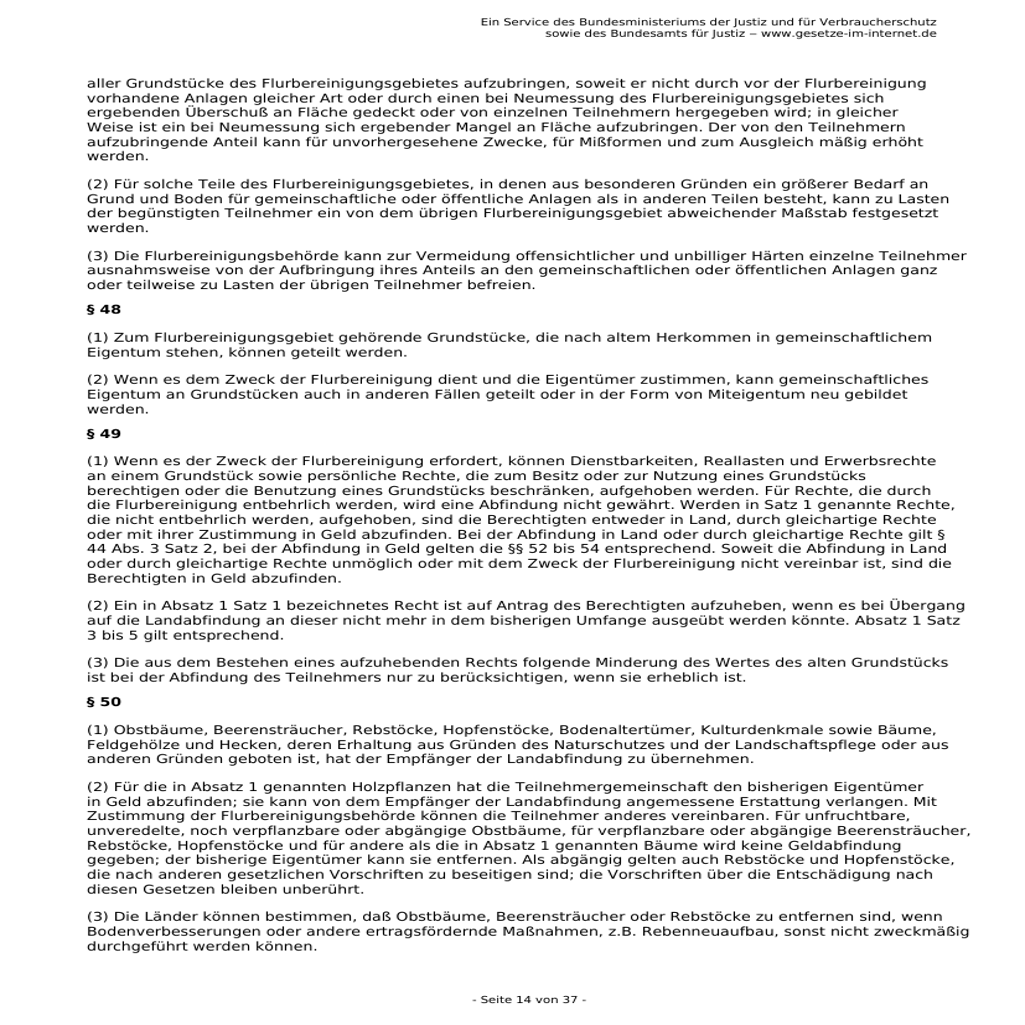 Ein Service des Bundesministeriums der Justiz und für Verbraucherschutz
sowie des Bundesamts für Justiz – www.gesetze-im-internet.de
aller Grundstücke des Flurbereinigungsgebietes aufzubringen, soweit er nicht durch vor der Flurbereinigung
vorhandene Anlagen gleicher Art oder durch einen bei Neumessung des Flurbereinigungsgebietes sich
ergebenden Überschuß an Fläche gedeckt oder von einzelnen Teilnehmern hergegeben wird; in gleicher
Weise ist ein bei Neumessung sich ergebender Mangel an Fläche aufzubringen. Der von den Teilnehmern
aufzubringende Anteil kann für unvorhergesehene Zwecke, für Mißformen und zum Ausgleich mäßig erhöht
werden.
(2) Für solche Teile des Flurbereinigungsgebietes, in denen aus besonderen Gründen ein größerer Bedarf an
Grund und Boden für gemeinschaftliche oder öffentliche Anlagen als in anderen Teilen besteht, kann zu Lasten
der begünstigten Teilnehmer ein von dem übrigen Flurbereinigungsgebiet abweichender Maßstab festgesetzt
werden.
(3) Die Flurbereinigungsbehörde kann zur Vermeidung offensichtlicher und unbilliger Härten einzelne Teilnehmer
ausnahmsweise von der Aufbringung ihres Anteils an den gemeinschaftlichen oder öffentlichen Anlagen ganz
oder teilweise zu Lasten der übrigen Teilnehmer befreien.
§ 48
(1) Zum Flurbereinigungsgebiet gehörende Grundstücke, die nach altem Herkommen in gemeinschaftlichem
Eigentum stehen, können geteilt werden.
(2) Wenn es dem Zweck der Flurbereinigung dient und die Eigentümer zustimmen, kann gemeinschaftliches
Eigentum an Grundstücken auch in anderen Fällen geteilt oder in der Form von Miteigentum neu gebildet
werden.
§ 49
(1) Wenn es der Zweck der Flurbereinigung erfordert, können Dienstbarkeiten, Reallasten und Erwerbsrechte
an einem Grundstück sowie persönliche Rechte, die zum Besitz oder zur Nutzung eines Grundstücks
berechtigen oder die Benutzung eines Grundstücks beschränken, aufgehoben werden. Für Rechte, die durch
die Flurbereinigung entbehrlich werden, wird eine Abfindung nicht gewährt. Werden in Satz 1 genannte Rechte,
die nicht entbehrlich werden, aufgehoben, sind die Berechtigten entweder in Land, durch gleichartige Rechte
oder mit ihrer Zustimmung in Geld abzufinden. Bei der Abfindung in Land oder durch gleichartige Rechte gilt §
44 Abs. 3 Satz 2, bei der Abfindung in Geld gelten die §§ 52 bis 54 entsprechend. Soweit die Abfindung in Land
oder durch gleichartige Rechte unmöglich oder mit dem Zweck der Flurbereinigung nicht vereinbar ist, sind die
Berechtigten in Geld abzufinden.
(2) Ein in Absatz 1 Satz 1 bezeichnetes Recht ist auf Antrag des Berechtigten aufzuheben, wenn es bei Übergang
auf die Landabfindung an dieser nicht mehr in dem bisherigen Umfange ausgeübt werden könnte. Absatz 1 Satz
3 bis 5 gilt entsprechend.
(3) Die aus dem Bestehen eines aufzuhebenden Rechts folgende Minderung des Wertes des alten Grundstücks
ist bei der Abfindung des Teilnehmers nur zu berücksichtigen, wenn sie erheblich ist.
§ 50
(1) Obstbäume, Beerensträucher, Rebstöcke, Hopfenstöcke, Bodenaltertümer, Kulturdenkmale sowie Bäume,
Feldgehölze und Hecken, deren Erhaltung aus Gründen des Naturschutzes und der Landschaftspflege oder aus
anderen Gründen geboten ist, hat der Empfänger der Landabfindung zu übernehmen.
(2) Für die in Absatz 1 genannten Holzpflanzen hat die Teilnehmergemeinschaft den bisherigen Eigentümer
in Geld abzufinden; sie kann von dem Empfänger der Landabfindung angemessene Erstattung verlangen. Mit
Zustimmung der Flurbereinigungsbehörde können die Teilnehmer anderes vereinbaren. Für unfruchtbare,
unveredelte, noch verpflanzbare oder abgängige Obstbäume, für verpflanzbare oder abgängige Beerensträucher,
Rebstöcke, Hopfenstöcke und für andere als die in Absatz 1 genannten Bäume wird keine Geldabfindung
gegeben; der bisherige Eigentümer kann sie entfernen. Als abgängig gelten auch Rebstöcke und Hopfenstöcke,
die nach anderen gesetzlichen Vorschriften zu beseitigen sind; die Vorschriften über die Entschädigung nach
diesen Gesetzen bleiben unberührt.
(3) Die Länder können bestimmen, daß Obstbäume, Beerensträucher oder Rebstöcke zu entfernen sind, wenn
Bodenverbesserungen oder andere ertragsfördernde Maßnahmen, z.B. Rebenneuaufbau, sonst nicht zweckmäßig
durchgeführt werden können.
- Seite 14 von 37 -